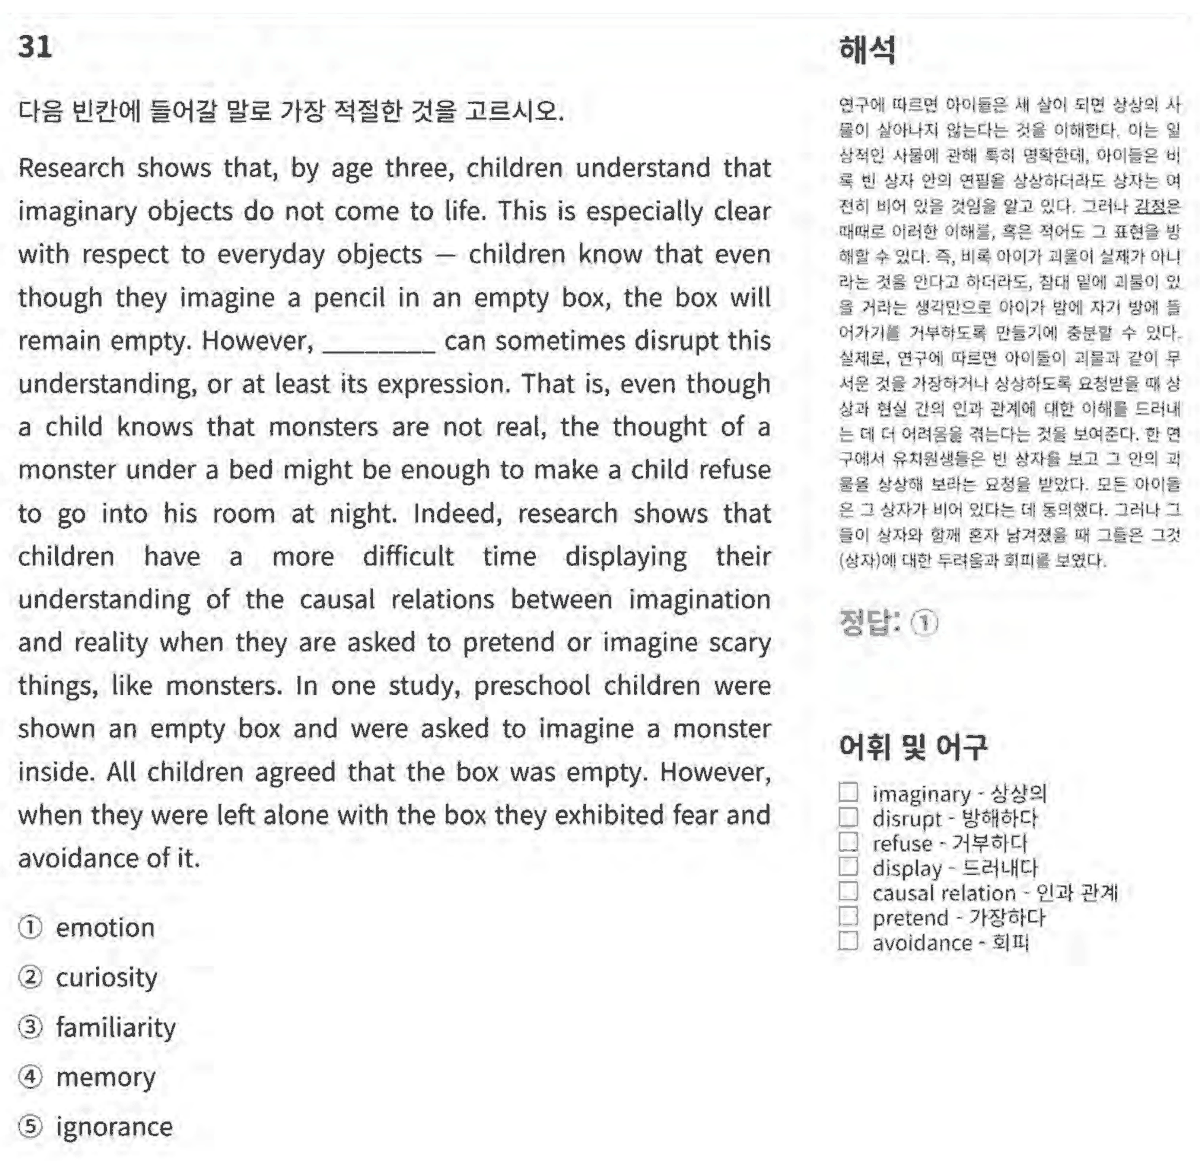 31
다음 빈칸에 들어갈 말로 가장 적절한 것을 고르시오.
Research shows that, by age three, children understand that
imaginary objects do not come to life. This is especially clear
with respect to everyday objects — children know that even
though they imagine a pencil in an empty box, the box will
remain empty. However, ________ can sometimes disrupt this
understanding, or at least its expression. That is, even though
a child knows that monsters are not real, the thought of a
monster under a bed might be enough to make a child refuse
to go into his room at night. Indeed, research shows that
children have a more difficult time displaying their
understanding of the causal relations between imagination
and reality when they are asked to pretend or imagine scary
things, like monsters. In one study, preschool children were
shown an empty box and were asked to imagine a monster
inside. All children agreed that the box was empty. However,
when they were left alone with the box they exhibited fear and
avoidance of it.
① emotion
② curiosity
③ familiarity
④ memory
⑤ ignorance
해석
연구에 따르면 아이들은 세 살이 되면 상상의 사
물이 살아나지 않는다는 것을 이해한다. 이는 일
상적인 사물에 관해 특히 명확한데, 아이들은 비
록 빈 상자 안의 연필을 상상하더라도 상자는 여
전히 비어 있을 것임을 알고 있다. 그러나 감정은
때때로 이러한 이해를, 혹은 적어도 그 표현을 방
해할 수 있다. 즉, 비록 아이가 괴물이 실재가 아니
라는 것을 안다고 하더라도, 침대 밑에 괴물이 있
을 거라는 생각만으로 아이가 밤에 자기 방에 들
어가기를 거부하도록 만들기에 충분할 수 있다.
실제로, 연구에 따르면 아이들이 괴물과 같이 무
서운 것을 가장하거나 상상하도록 요청받을 때 상
상과 현실 간의 인과 관계에 대한 이해를 드러내
는 데 더 어려움을 겪는다는 것을 보여준다. 한 연
구에서 유치원생들은 빈 상자를 보고 그 안의 괴
물을 상상해 보라는 요청을 받았다. 모든 아이들
은 그 상자가 비어 있다는 데 동의했다. 그러나 그
들이 상자와 함께 혼자 남겨졌을 때 그들은 그것
(상자)에 대한 두려움과 회피를 보였다.
정답: ①
어휘 및 어구
□ imaginary - 상상의
□ disrupt - 방해하다
□ refuse - 거부하다
□ display - 드러내다
□ causal relation - 인과 관계
□ pretend - 가장하다
□ avoidance - 회피